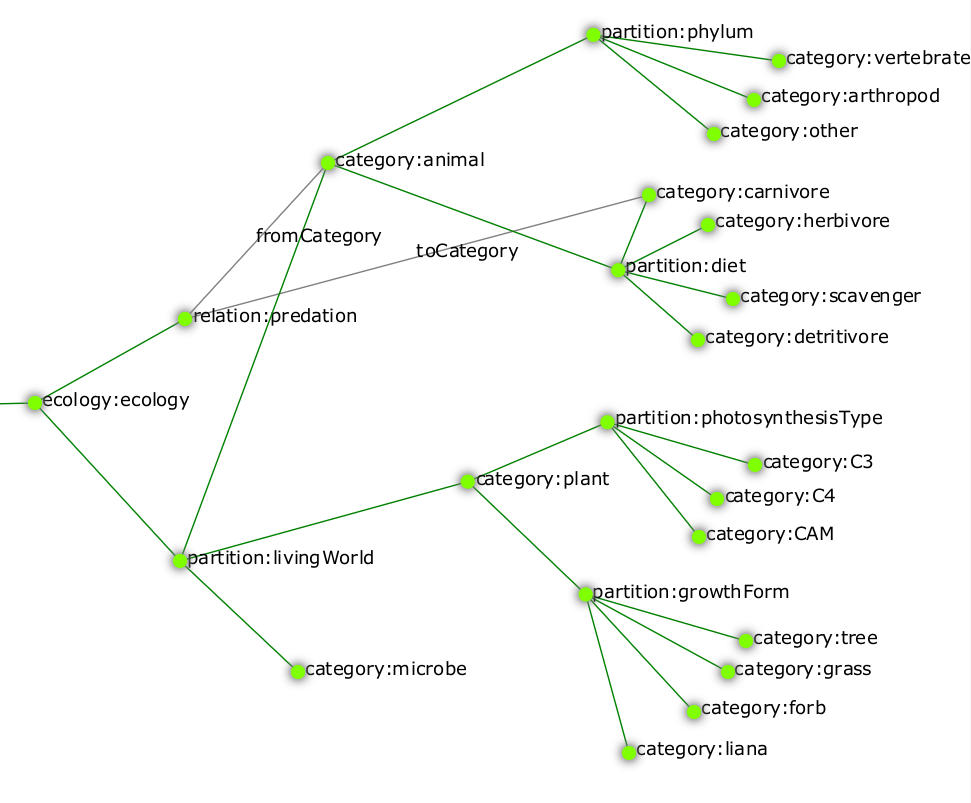 partition:phylum
category:vertebrate
category:arthropod
category:other
category:animal
category:carnivore
category:herbivore
fromCategory
toCategory
partition:diet
category:scavenger
relation:predation
category:detritivore
ecology:ecology
partition:photosynthesisType
category:C3
category:plant
category:C4
category:CAM
partition:livingWorld
partition:growthForm
category:tree
category:microbe
category:grass
category:forb
category:liana